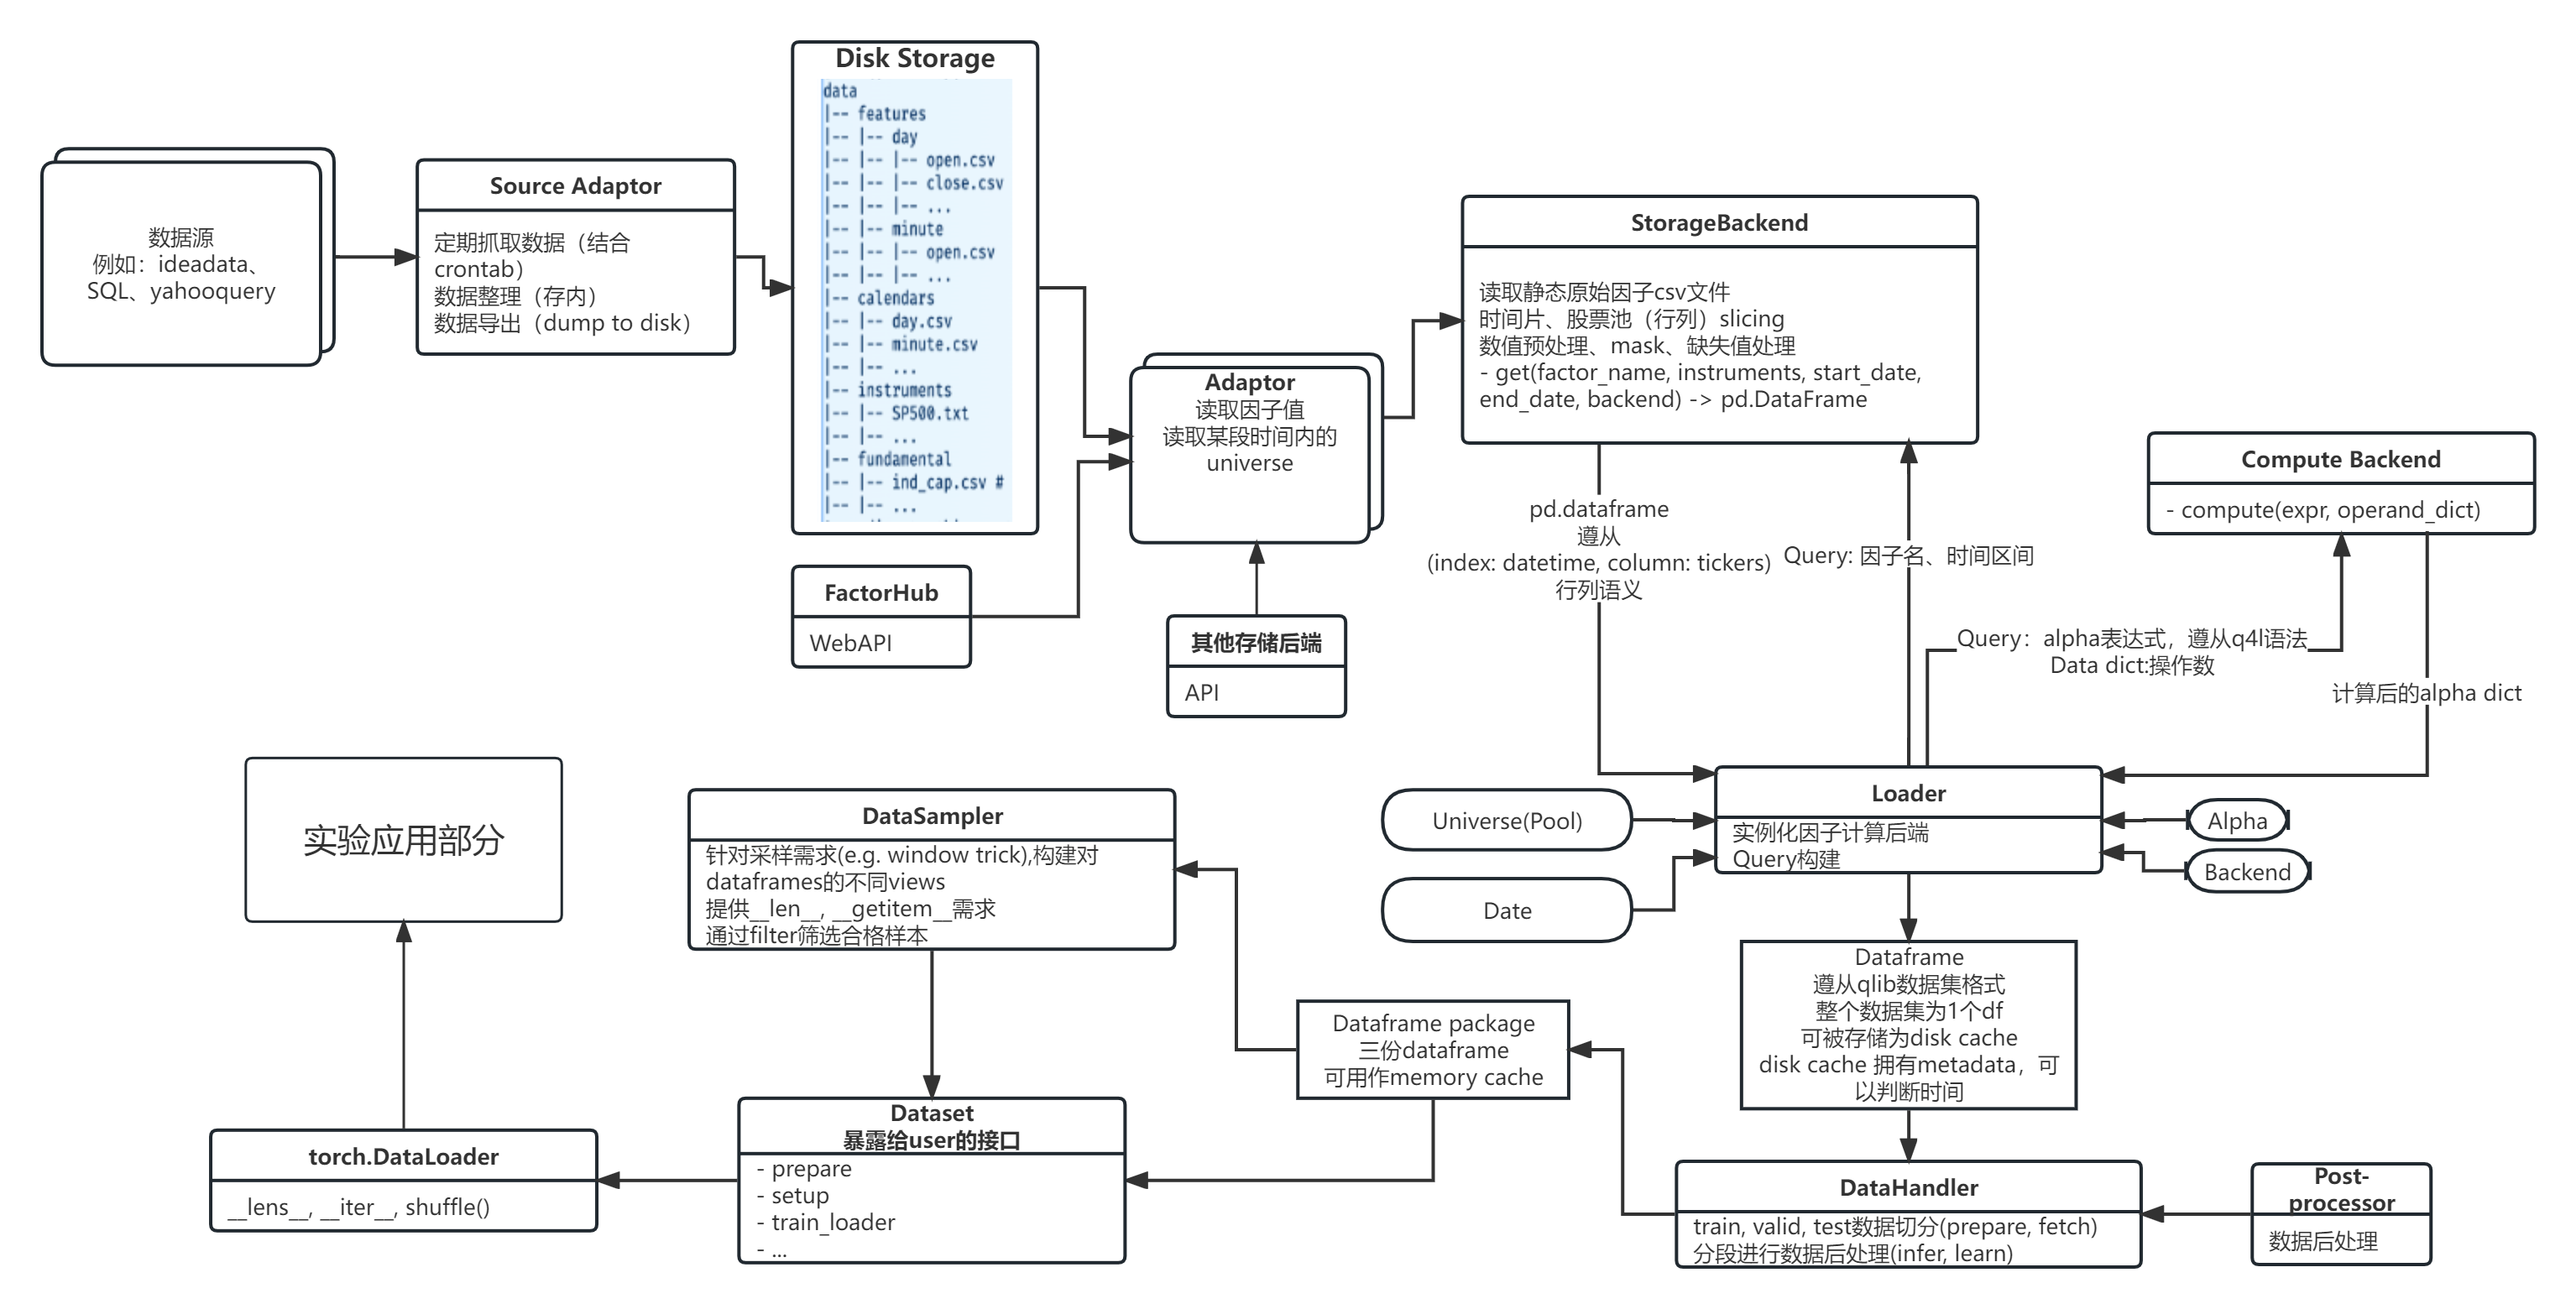 数据源
例如：ideadata、
SQL、yahooquery
Source Adaptor
定期抓取数据（结合
crontab）
数据整理（存内）
数据导出（dump to disk）
Disk Storage
data
|-- features
|-- |-- day
|-- |-- |-- open.csv
|-- |-- |-- close.csv
|-- |-- |-- ...
|-- |-- minute
|-- |-- |-- open.csv
|-- |-- |-- ...
|-- calendars
|-- |-- day.csv
|-- |-- minute.csv
|-- |-- ...
|-- instruments
|-- |-- SP500.txt
|-- |-- ...
|-- fundamental
|-- |-- ind_cap.csv #
|-- |-- ...
FactorHub
WebAPI
Adaptor
读取因子值
读取某段时间内的
universe
其他存储后端
API
StorageBackend
读取静态原始因子csv文件
时间片、股票池（行列）slicing
数值预处理、mask、缺失值处理
- get(factor_name, instruments, start_date,
end_date, backend) -> pd.DataFrame
Compute Backend
- compute(expr, operand_dict)
pd.dataframe
遵从
(index: datetime, column: tickers)
行列语义
Query: 因子名、时间区间
Query：alpha表达式，遵从q4l语法
Data dict:操作数
计算后的alpha dict
Loader
实例化因子计算后端
Query构建
Universe(Pool)
Date
Alpha
Backend
Dataframe
遵从qlib数据集格式
整个数据集为1个df
可被存储为disk cache
disk cache 拥有metadata，可
以判断时间
DataHandler
train, valid, test数据切分(prepare, fetch)
分段进行数据后处理(infer, learn)
Post-
processor
数据后处理
Dataframe package
三份dataframe
可用作memory cache
DataSampler
针对采样需求(e.g. window trick),构建对
dataframes的不同views
提供__len__, __getitem__需求
通过filter筛选合格样本
Dataset
暴露给user的接口
- prepare
- setup
- train_loader
- ...
torch.DataLoader
__lens__, __iter__, shuffle()
实验应用部分